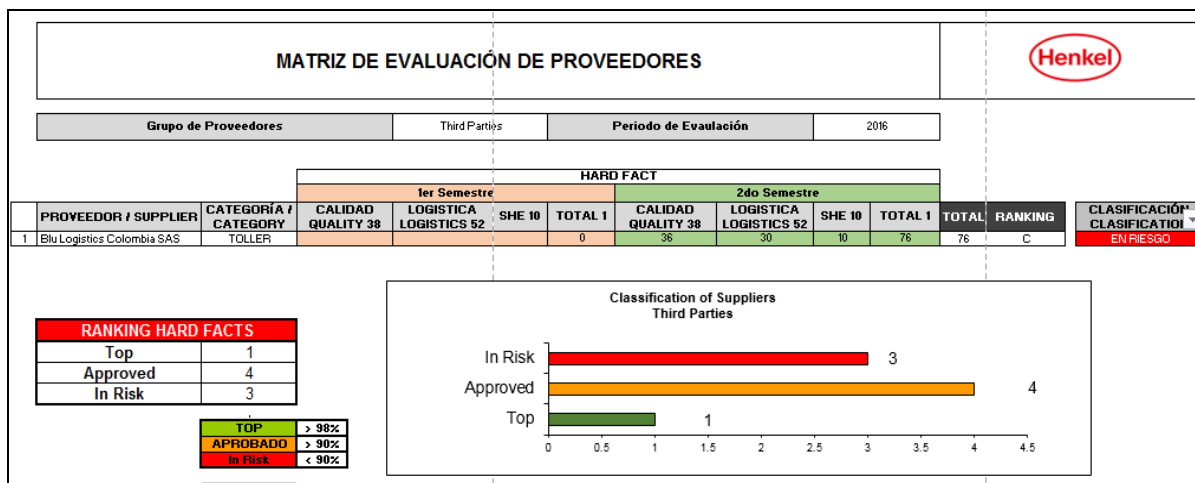 MATRIZ DE EVALUACIÓN DE PROVEEDORES
Henkel
Grupo de Proveedores Third Parties Periodo de Evaulación 2016
HARD FACT
1er Semestre 2do Semestre
PROVEEDOR / SUPPLIER CATEGORÍA / CATEGORY CALIDAD QUALITY 38 LOGISTICA LOGISTICS 52 SHE 10 TOTAL 1 CALIDAD QUALITY 38 LOGISTICA LOGISTICS 52 SHE 10 TOTAL 1 TOTAL RANKING CLASIFICACIÓN CLASIFICATION
1 Blu Logistics Colombia SAS TOLLER 0 36 30 10 76 76 C EN RIESGO
Classification of Suppliers
Third Parties
RANKING HARD FACTS
Top 1
Approved 4
In Risk 3
TOP > 98%
APROBADO > 90%
In Risk < 90%
In Risk 3
Approved 4
Top 1
0 0.5 1 1.5 2 2.5 3 3.5 4 4.5